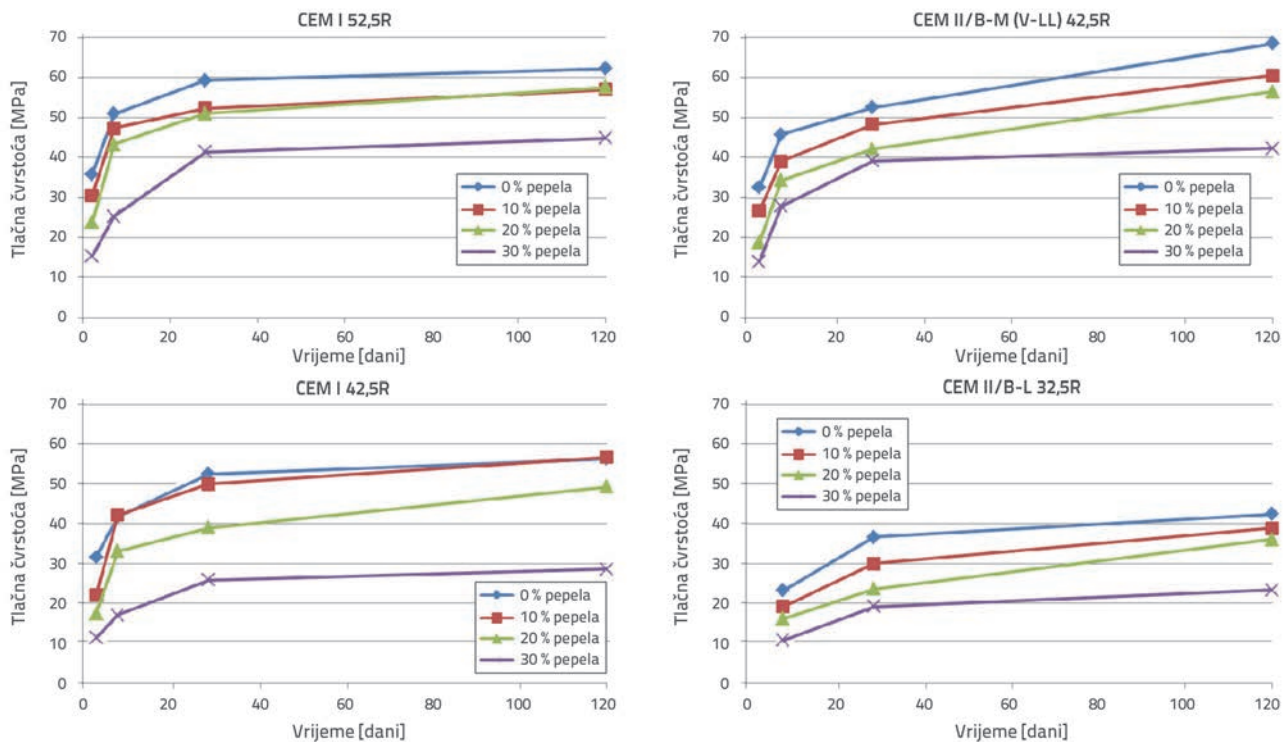 CEM I 52,5R
Tlačna čvrstoća [MPa]
70
60
50
40
30
20
10
0
0 % pepela
10 % pepela
20 % pepela
30 % pepela
0 20 40 60 80 100 120
Vrijeme [dani]
CEM II/B-M (V-LL) 42,5R
Tlačna čvrstoća [MPa]
70
60
50
40
30
20
10
0
0 % pepela
10 % pepela
20 % pepela
30 % pepela
0 20 40 60 80 100 120
Vrijeme [dani]
CEM I 42,5R
Tlačna čvrstoća [MPa]
70
60
50
40
30
20
10
0
0 % pepela
10 % pepela
20 % pepela
30 % pepela
0 20 40 60 80 100 120
Vrijeme [dani]
CEM II/B-L 32,5R
Tlačna čvrstoća [MPa]
70
60
50
40
30
20
10
0
0 % pepela
10 % pepela
20 % pepela
30 % pepela
0 20 40 60 80 100 120
Vrijeme [dani]